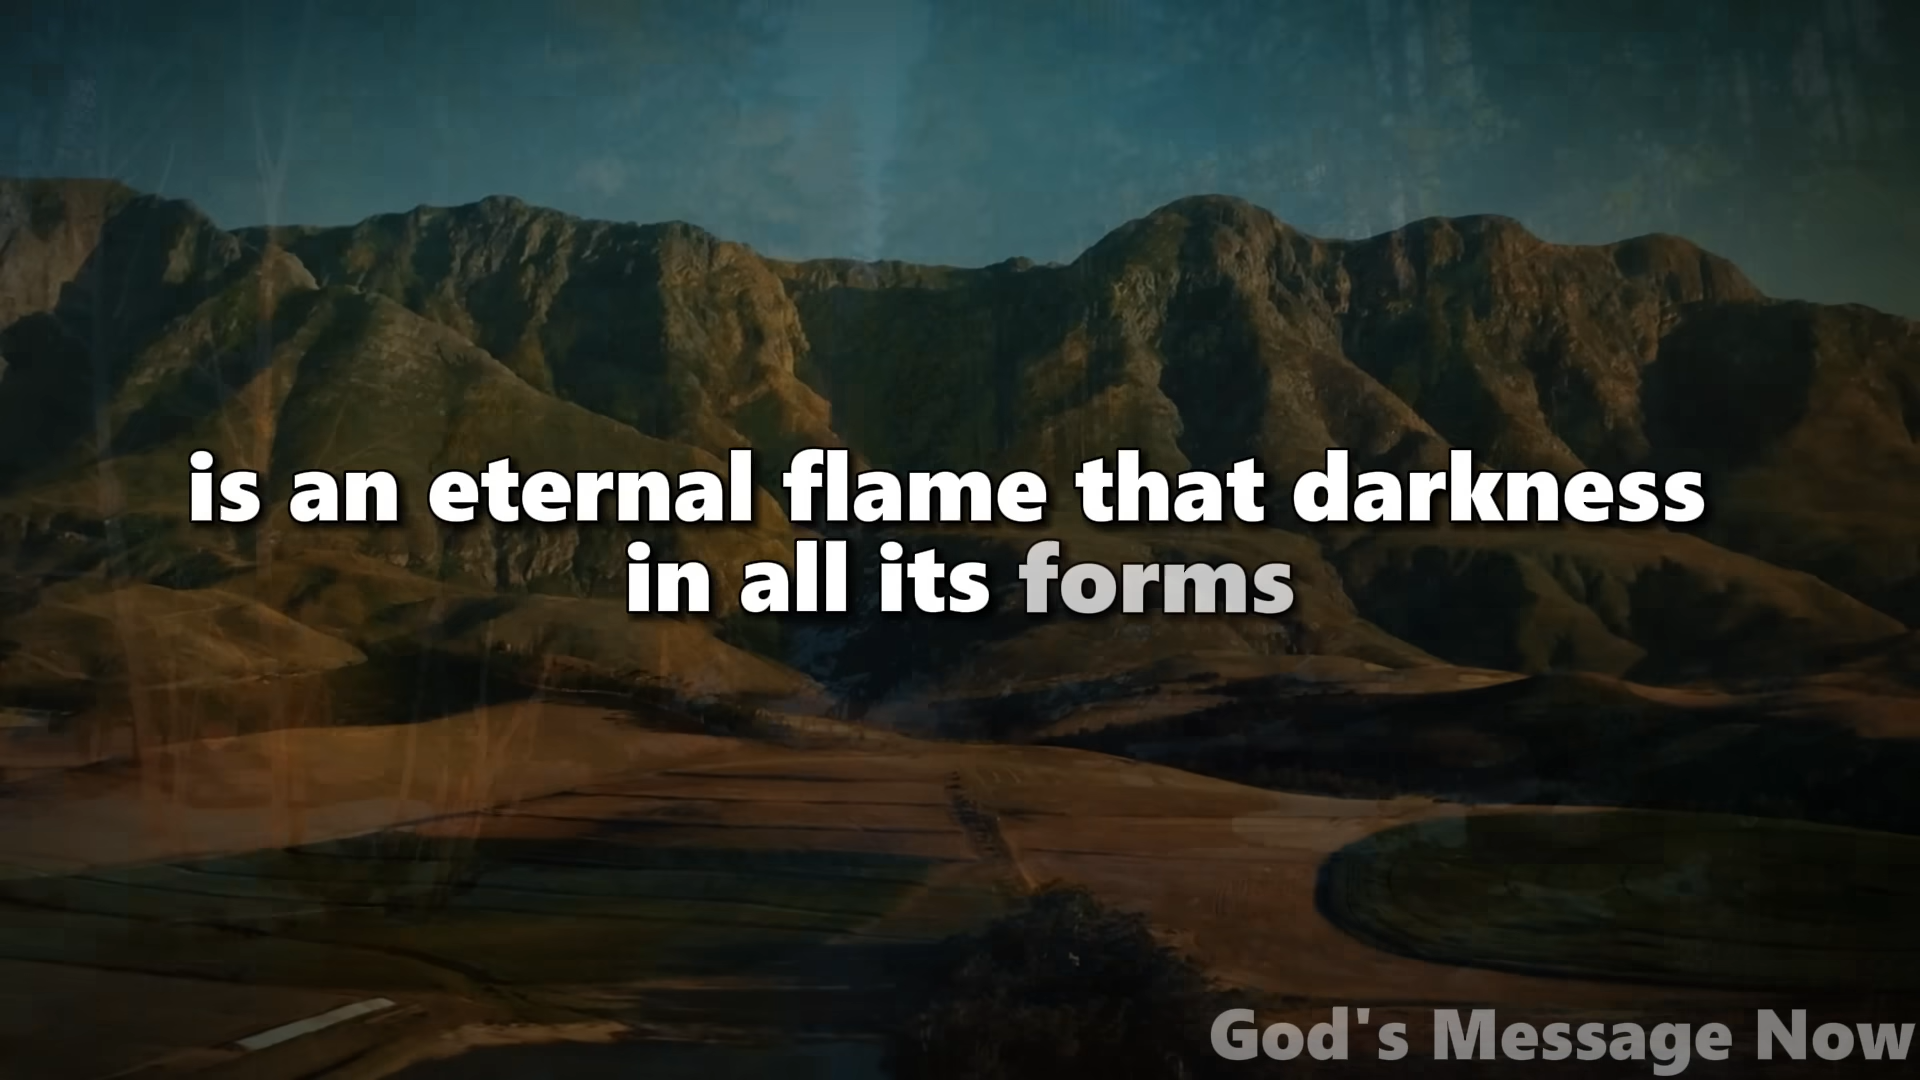 is an eternal flame that darkness
in all its forms
God's Message Now